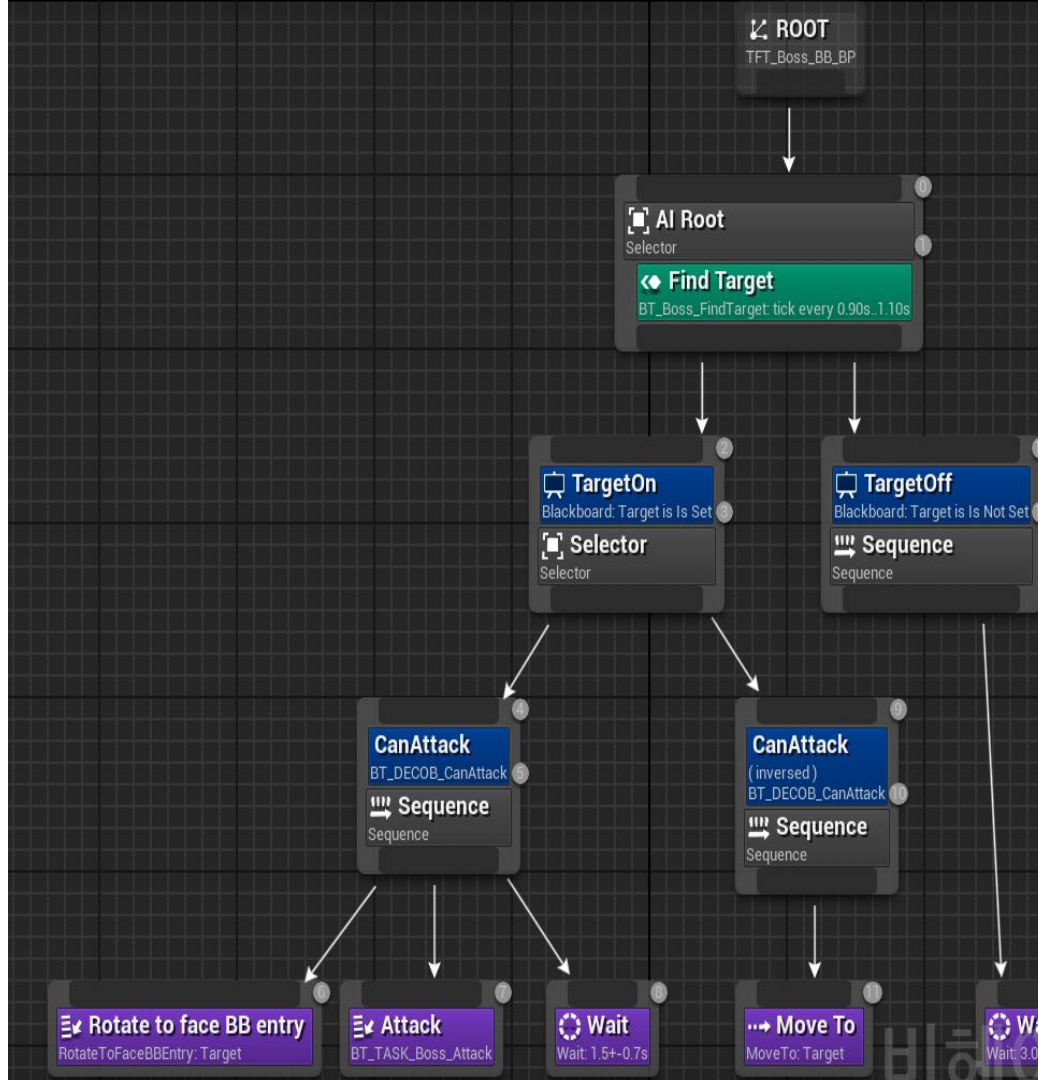 ROOT
TFT_Boss_BB_BP
0
AI Root
Selector
1
Find Target
BT_Boss_FindTarget: tick every 0.90s..1.10s
2
TargetOn
Blackboard: Target is Is Set
3
Selector
Selector
TargetOff
Blackboard: Target is Is Not Set
Sequence
Sequence
4
CanAttack
BT_DECOB_CanAttack
5
Sequence
Sequence
9
CanAttack
( inversed )
BT_DECOB_CanAttack
10
Sequence
Sequence
6
Rotate to face BB entry
RotateToFaceBBEntry: Target
7
Attack
BT_TASK_Boss_Attack
8
Wait
Wait: 1.5+-0.7s
11
Move To
MoveTo: Target
Wait: 3.0